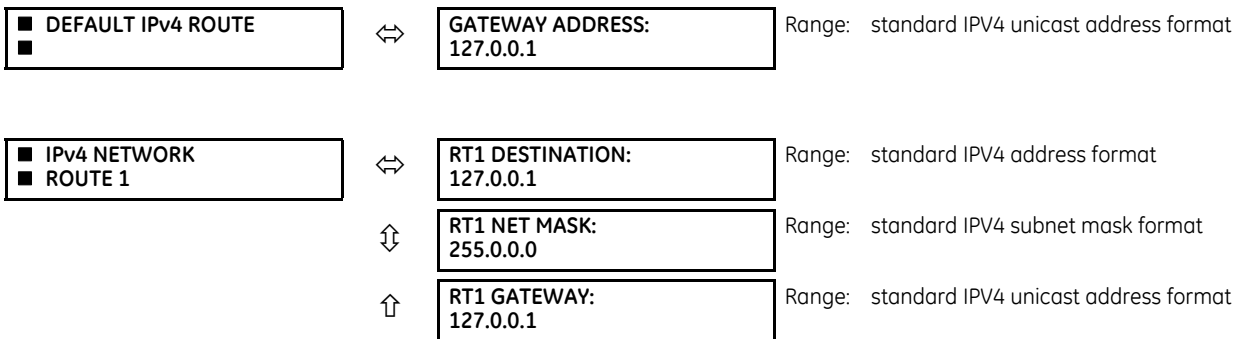 ■ DEFAULT IPv4 ROUTE
■
GATEWAY ADDRESS:
127.0.0.1
Range: standard IPV4 unicast address format
■ IPv4 NETWORK
■ ROUTE 1
RT1 DESTINATION:
127.0.0.1
Range: standard IPV4 address format
RT1 NET MASK:
255.0.0.0
Range: standard IPV4 subnet mask format
RT1 GATEWAY:
127.0.0.1
Range: standard IPV4 unicast address format